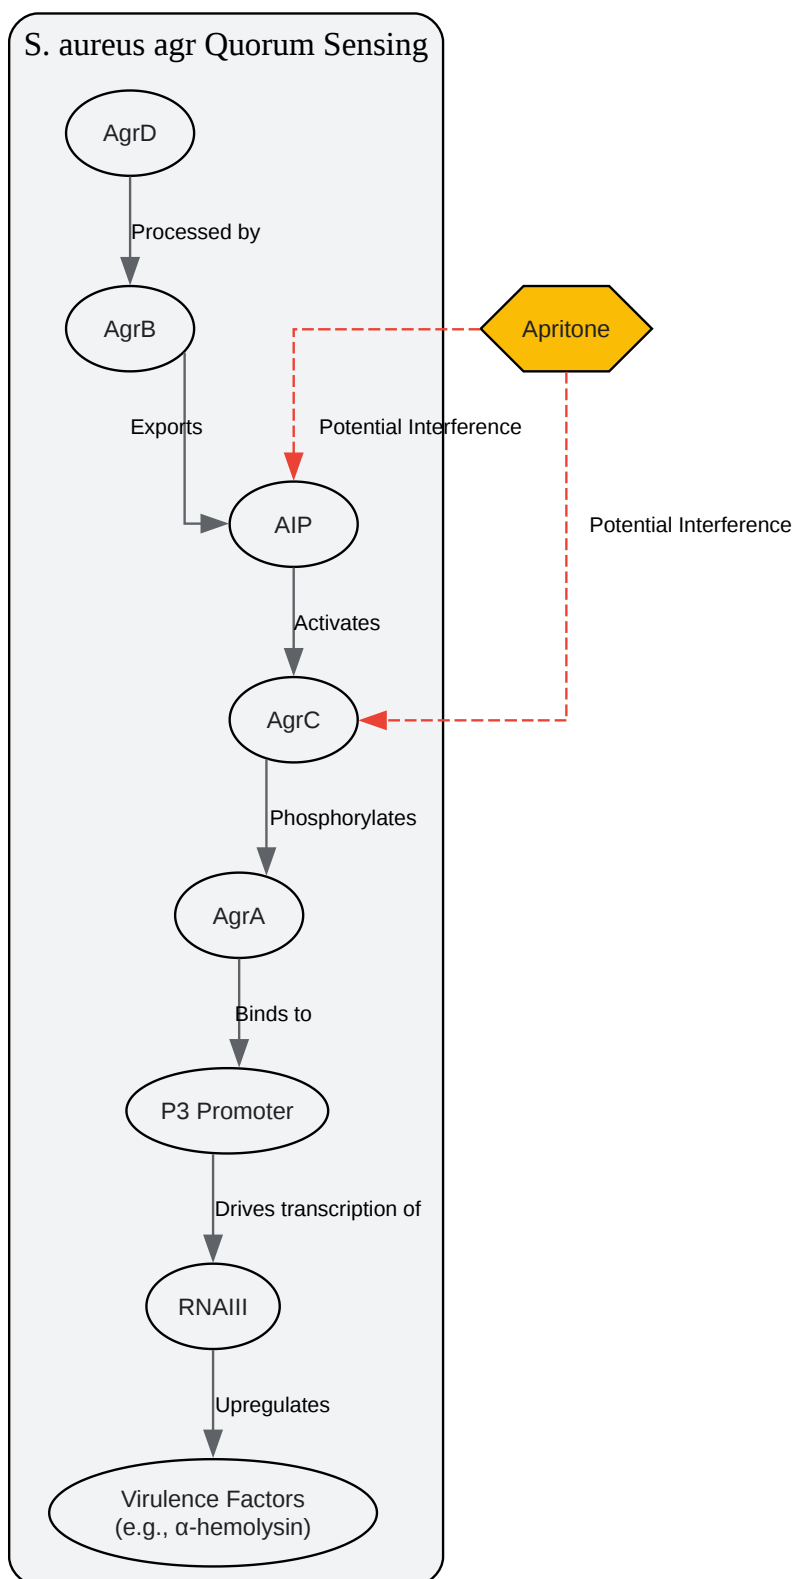 S. aureus agr Quorum Sensing
AgrD
Processed by
AgrB
Apritone
Exports
Potential Interference
AIP
Potential Interference
Activates
AgrC
Phosphorylates
AgrA
Binds to
P3 Promoter
Drives transcription of
RNAIII
Upregulates
Virulence Factors
(e.g., α-hemolysin)